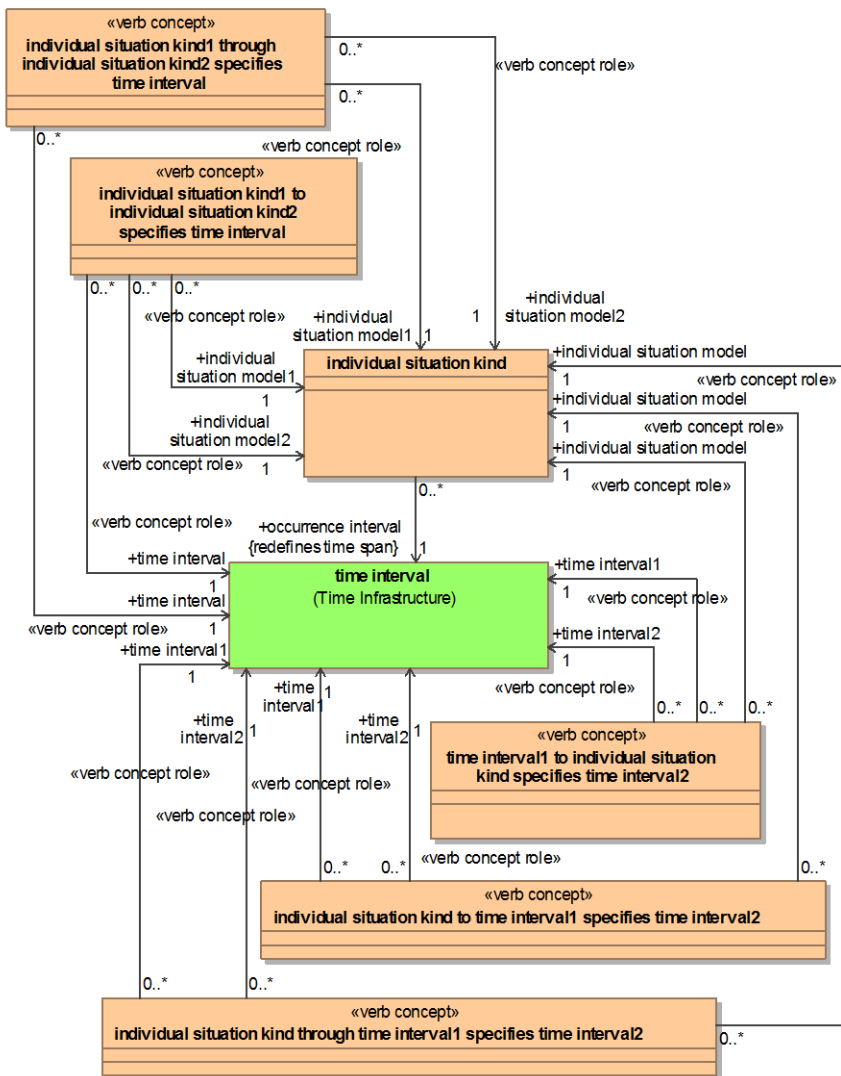 «verb concept»
individual situation kind1 through
individual situation kind2 specifies
time interval
0..*
«verb concept role»
0..*
«verb concept role»
0..*
«verb concept»
individual situation kind1 to
individual situation kind2
specifies time interval
0..*
0..*
0..*
«verb concept role»
+individual
situation model1
1
+individual
situation model2
1
+individual
situation model1
1
+individual
situation model2
1
«verb concept role»
individual situation kind
+individual situation model
1
«verb concept role»
+individual situation model
1
«verb concept role»
+individual situation model
1
«verb concept role»
0..*
+occurrence interval
{redefines time span}
1
«verb concept role»
+time interval
1
+time interval
1
«verb concept role»
+time interval1
1
time interval
(Time Infrastructure)
+time interval1
1
«verb concept role»
+time interval2
1
«verb concept role»
+time
interval2
1
+time
interval1
1
+time
interval2
1
0..*
0..*
0..*
«verb concept»
time interval1 to individual situation
kind specifies time interval2
«verb concept role»
«verb concept role»
«verb concept role»
«verb concept role»
0..*
0..*
0..*
«verb concept»
individual situation kind to time interval1 specifies time interval2
0..*
0..*
«verb concept»
individual situation kind through time interval1 specifies time interval2
0..*